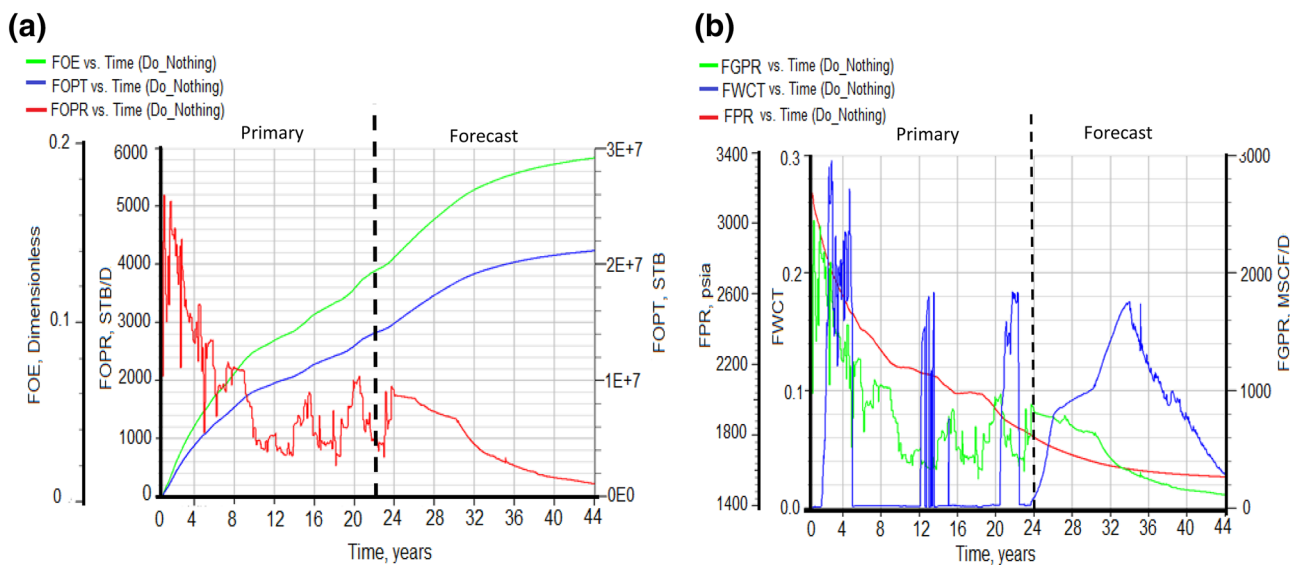 (a)
FOE vs. Time (Do_Nothing)
FOPT vs. Time (Do_Nothing)
FOPR vs. Time (Do_Nothing)
Primary
Forecast
0.2
0.1
0
FOE, Dimensionless
6000
5000
4000
3000
2000
1000
0
FOPR, STB/D
3E+7
2E+7
1E+7
0E0
FOPT, STB
0 4 8 12 16 20 24 28 32 36 40 44
Time, years
(b)
FGPR vs. Time (Do_Nothing)
FWCT vs. Time (Do_Nothing)
FPR vs. Time (Do_Nothing)
Primary
Forecast
3400
3000
2600
2200
1800
1400
FPR, psia
0.3
0.2
0.1
0.0
FWCT
3000
2000
1000
0
FGPR, MSCF/D
0 4 8 12 16 20 24 28 32 36 40 44
Time, years